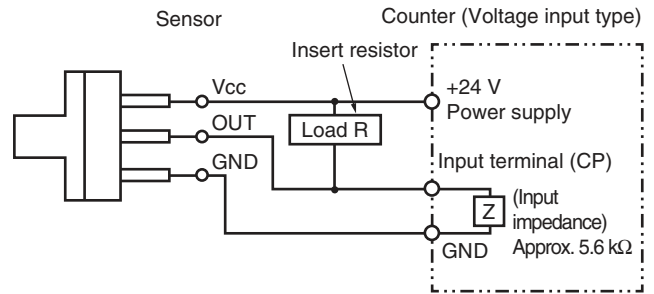 Sensor
Counter (Voltage input type)
Insert resistor
Vcc
+24 V
Power supply
OUT
Load R
GND
Input terminal (CP)
Z
(Input
impedance)
Approx. 5.6 kΩ
GND